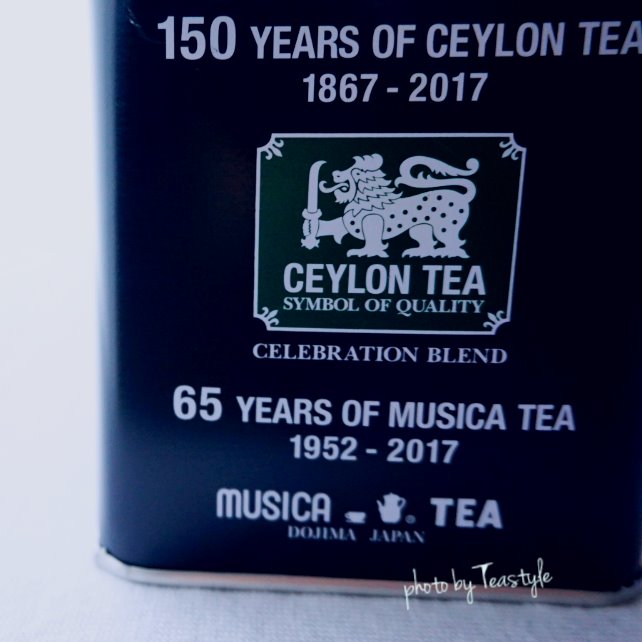 150 YEARS OF CEYLON TEA
1867 - 2017
CEYLON TEA
SYMBOL OF QUALITY
CELEBRATION BLEND
65 YEARS OF MUSICA TEA
1952 - 2017
MUSICA TEA
DOJIMA JAPAN
photo by Teastyle